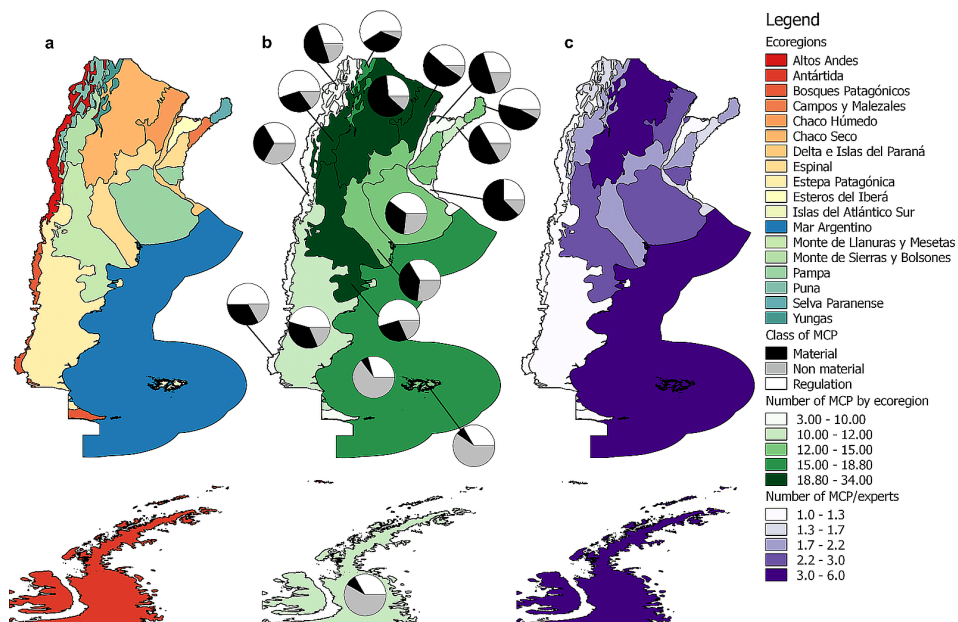 a
b
c
Legend
Ecoregions
Altos Andes
Antártida
Bosques Patagónicos
Campos y Malezales
Chaco Húmedo
Chaco Seco
Delta e Islas del Paraná
Espinal
Estepa Patagónica
Esteros del Iberá
Islas del Atlántico Sur
Mar Argentino
Monte de Llanuras y Mesetas
Monte de Sierras y Bolsones
Pampa
Puna
Selva Paranense
Yungas
Class of MCP
Material
Non material
Regulation
Number of MCP by ecoregion
3.00 - 10.00
10.00 - 12.00
12.00 - 15.00
15.00 - 18.80
18.80 - 34.00
Number of MCP/experts
1.0 - 1.3
1.3 - 1.7
1.7 - 2.2
2.2 - 3.0
3.0 - 6.0